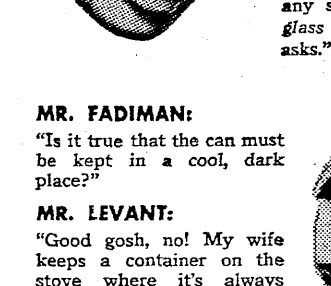 any s
glass
asks."
MR. FADIMAN:
"Is it true that the can must
be kept in a cool, dark
place?"
MR. LEVANT:
"Good gosh, no! My wife
keeps a container on the
stove where it's always